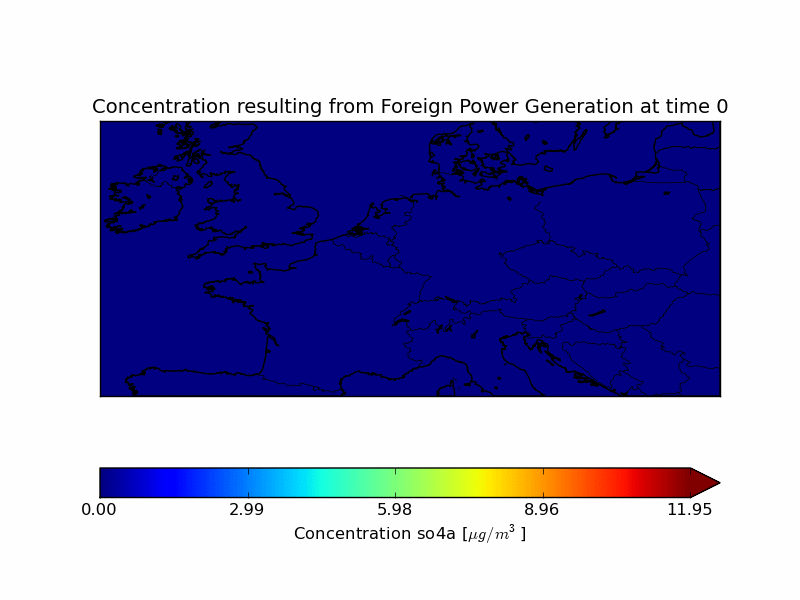 Concentration resulting from Foreign Power Generation at time 0
0.00 2.99 5.98 8.96 11.95
Concentration so4a [μg/m³ ]